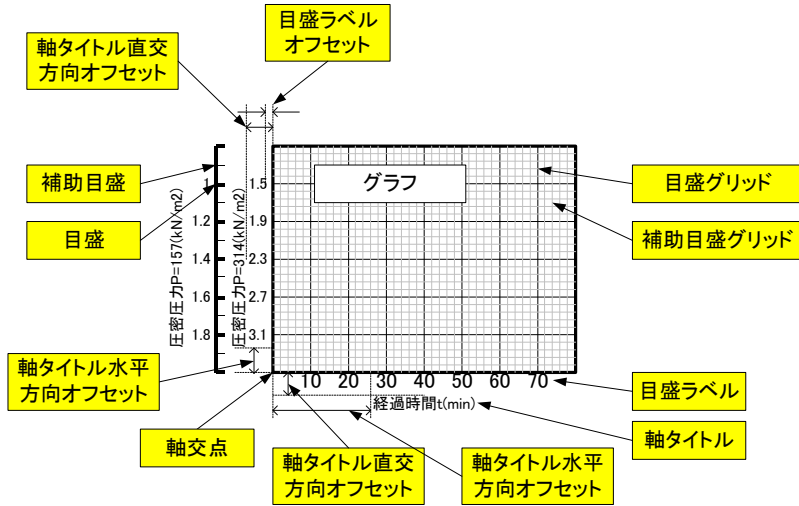 目盛ラベル
オフセット
軸タイトル直交
方向オフセット
補助目盛
目盛
グラフ
目盛グリッド
補助目盛グリッド
1
1.2
1.4
1.6
1.8
圧密圧力P=157(kN/m2)
圧密圧力P=314(kN/m2)
1.5
1.9
2.3
2.7
3.1
軸タイトル水平
方向オフセット
10 20 30 40 50 60 70
目盛ラベル
経過時間t(min)
軸タイトル
軸交点
軸タイトル直交
方向オフセット
軸タイトル水平
方向オフセット